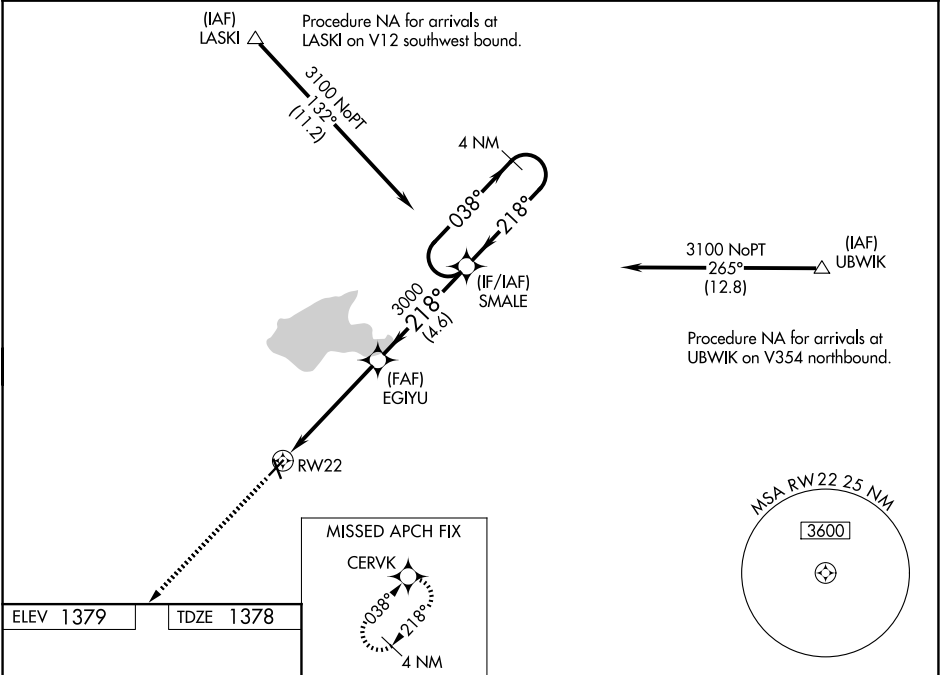 (IAF)
LASKI
Procedure NA for arrivals at
LASKI on V12 southwest bound.
3100 NoPT
132°
(11.2)
4 NM
038°
218°
(IF/IAF)
SMALE
3100 NoPT
265°
(12.8)
(IAF)
UBWIK
3000
218°
(4.6)
Procedure NA for arrivals at
UBWIK on V354 northbound.
(FAF)
EGIYU
RW22
MSA RW22 25 NM
3600
MISSED APCH FIX
CERVK
038°
218°
4 NM
ELEV 1379
TDZE 1378